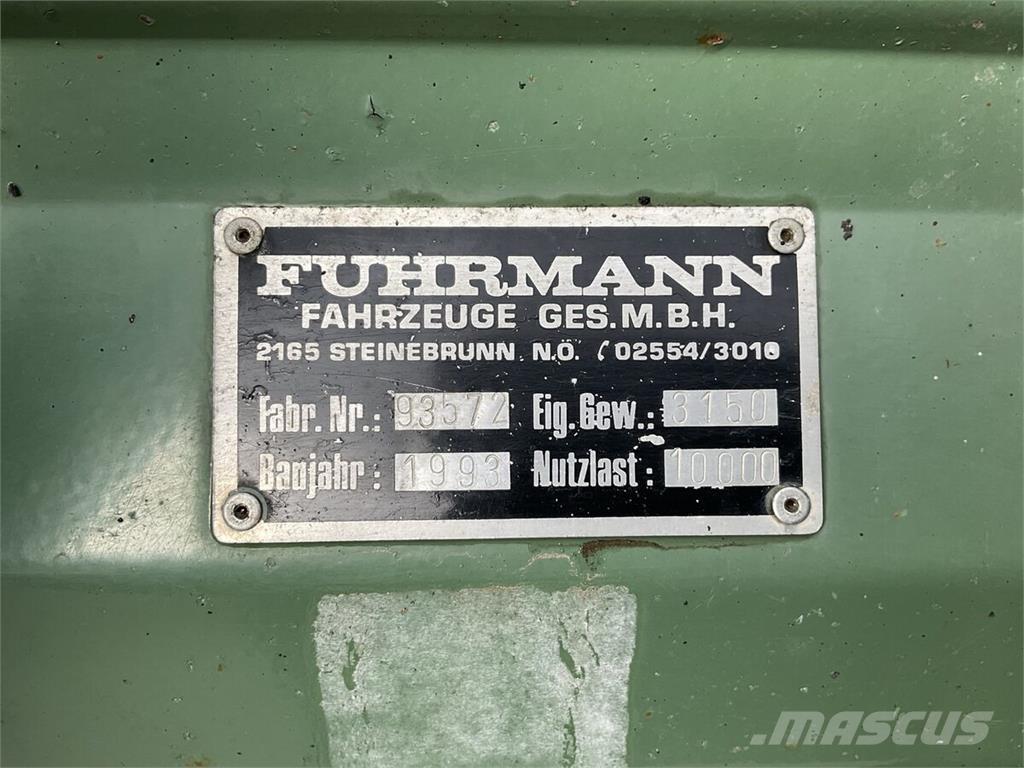 FUHRMANN
FAHRZEUGE GES.M.B.H.
2165 STEINEBRUNN N.Ö. ✆ 02554/3010
Fabr. Nr.: 93572 Eig. Gew.: 3150
Baujahr: 1993 Nutzlast: 10000
MASCUS